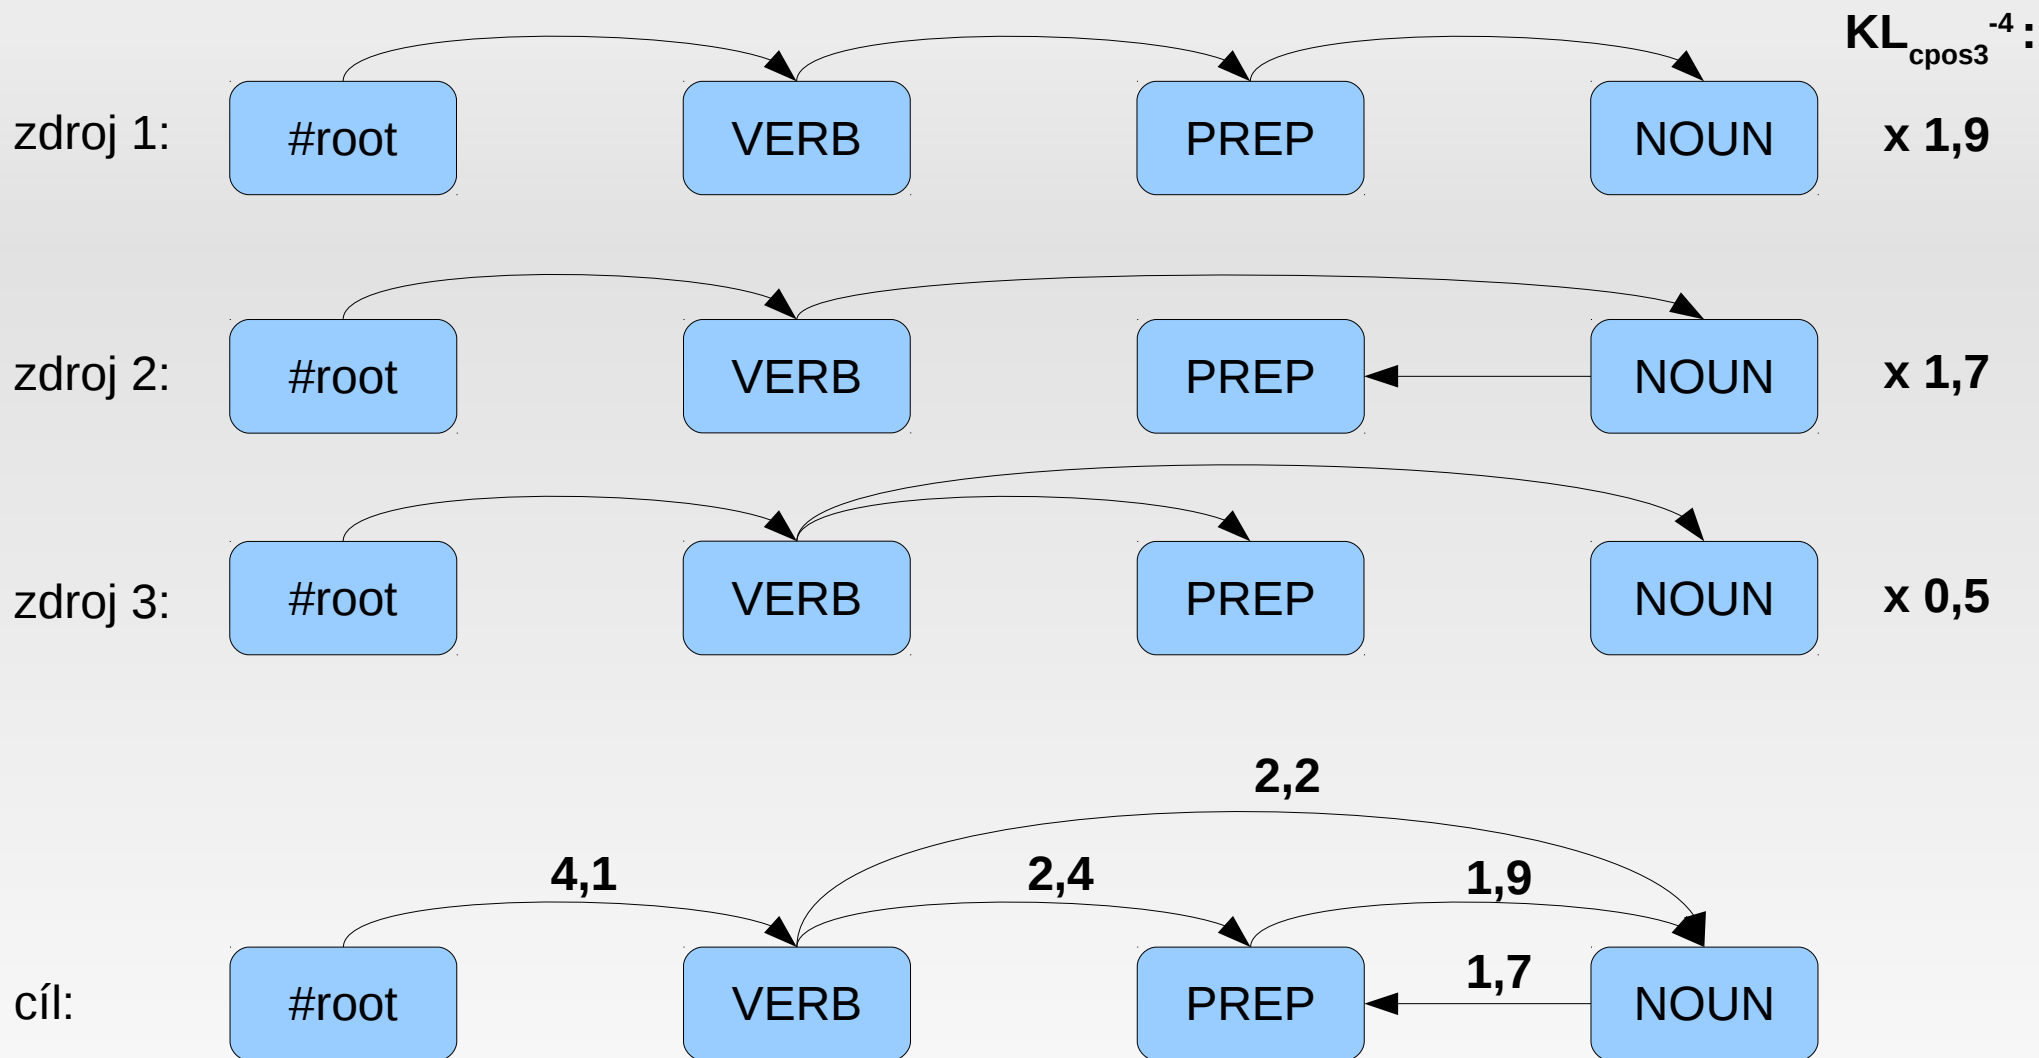 KLcpos3-4:
zdroj 1: #root VERB PREP NOUN x 1,9
zdroj 2: #root VERB PREP NOUN x 1,7
zdroj 3: #root VERB PREP NOUN x 0,5
2,2
4,1 2,4 1,9
1,7
cíl: #root VERB PREP NOUN